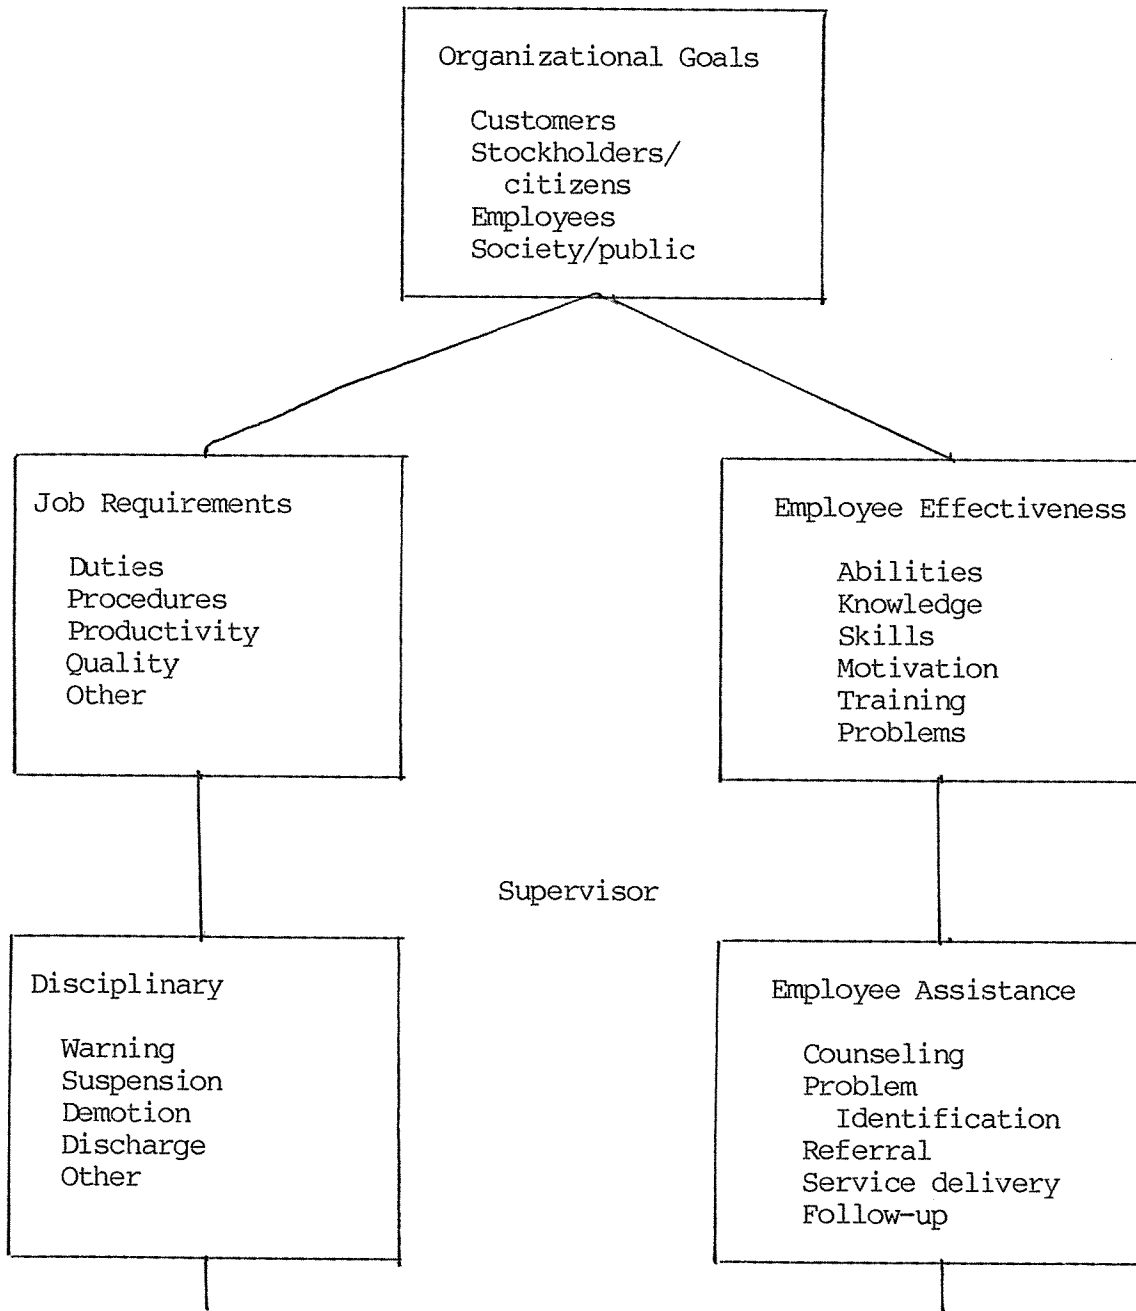 Organizational Goals
Customers
Stockholders/
citizens
Employees
Society/public
Job Requirements
Duties
Procedures
Productivity
Quality
Other
Employee Effectiveness
Abilities
Knowledge
Skills
Motivation
Training
Problems
Supervisor
Disciplinary
Warning
Suspension
Demotion
Discharge
Other
Employee Assistance
Counseling
Problem
Identification
Referral
Service delivery
Follow-up